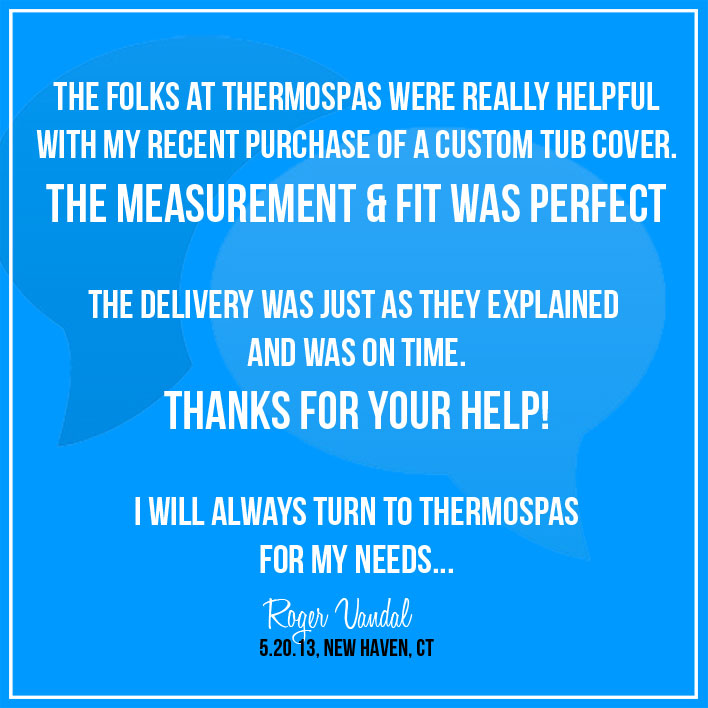 THE FOLKS AT THERMOSPAS WERE REALLY HELPFUL
WITH MY RECENT PURCHASE OF A CUSTOM TUB COVER.
THE MEASUREMENT & FIT WAS PERFECT
THE DELIVERY WAS JUST AS THEY EXPLAINED
AND WAS ON TIME.
THANKS FOR YOUR HELP!
I WILL ALWAYS TURN TO THERMOSPAS
FOR MY NEEDS...
Roger Vandal
5.20.13, NEW HAVEN, CT